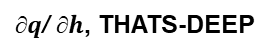 ∂q/ ∂h, THATS-DEEP